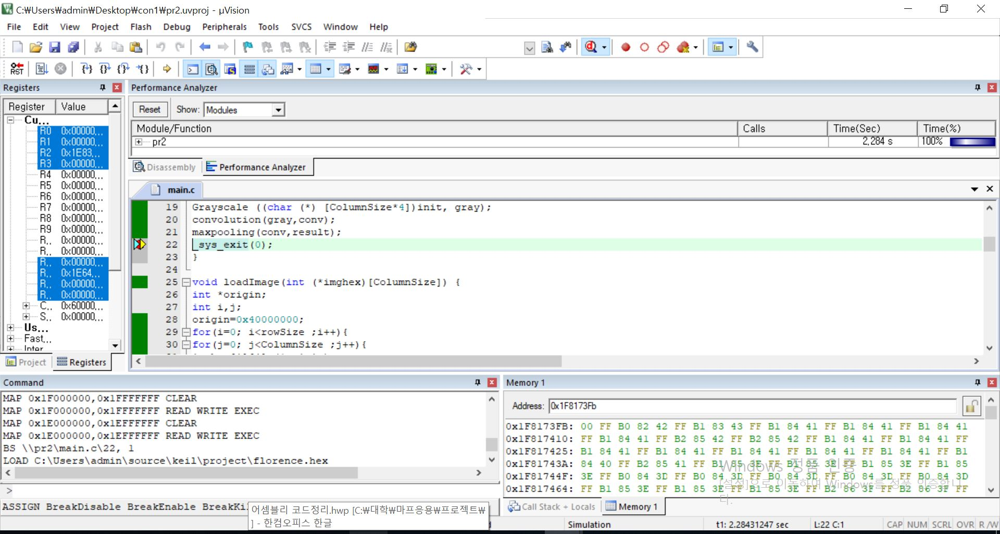 C:₩Users₩admin₩Desktop₩con1₩pr2.uvproj - µVision
File Edit View Project Flash Debug Peripherals Tools SVCS Window Help
RST
Registers
Register Value
Cu...
R0 0x00000...
R1 0x00000...
R2 0x1E83...
R3 0x00000...
R4 0x00000...
R5 0x00000...
R6 0x00000...
R7 0x00000...
R8 0x00000...
R9 0x00000...
R... 0x00000...
R... 0x00000...
R... 0x00000...
R... 0x1E64...
R... 0x00000...
R... 0x00000...
C... 0x60000...
S... 0x00000...
Us...
Fast...
Inter
Project Registers
Performance Analyzer
Reset Show: Modules
Module/Function Calls Time(Sec) Time(%)
pr2 2.284 s 100%
Disassembly Performance Analyzer
main.c
19 Grayscale ((char (*) [ColumnSize*4])init, gray);
20 convolution(gray,conv);
21 maxpooling(conv,result);
22 _sys_exit(0);
23 }
24
25 void loadImage(int (*imghex)[ColumnSize]) {
26 int *origin;
27 int i,j;
28 origin=0x40000000;
29 for(i=0; i<rowSize ;i++){
30 for(j=0; j<ColumnSize ;j++){
Command
MAP 0x1F000000,0x1FFFFFFF CLEAR
MAP 0x1F000000,0x1FFFFFFF READ WRITE EXEC
MAP 0x1E000000,0x1EFFFFFF CLEAR
MAP 0x1E000000,0x1EFFFFFF READ WRITE EXEC
BS \\pr2\main.c\22, 1
LOAD C:\Users\admin\source\keil\project\florence.hex
>
ASSIGN BreakDisable BreakEnable BreakKi
어셈블리 코드정리.hwp [C:₩대학₩마프응용₩프로젝트₩
] - 한컴오피스 한글
Memory 1
Address: 0x1F8173Fb
0x1F8173FB: 00 FF B0 82 42 FF B1 83 43 FF B1 84 41 FF B1 84 41 FF B1 84 41
0x1F817410: FF B1 84 41 FF B2 85 42 FF B2 85 42 FF B1 84 41 FF B1 84 41 FF
0x1F817425: B1 84 41 FF B1 84 41 FF B1 84 41 FF B1 84 41 FF B1 84 41 FF B1
0x1F81743A: 84 40 FF B2 85 41 FF B1 85 3E FF B1 85 3E FF B1 85 3E FF B1 85
0x1F81744F: 3E FF B0 84 3D FF B0 84 3D FF B0 84 3D FF B0 84 3D FF B0 84 3D
0x1F817464: FF B1 85 3E FF B1 85 3E FF B1 85 3E FF B2 86 3F FF B2 86 3F FF
Windows 정품 인증
[설정]으로 이동하여 Windows를 정품 인증합니
다.
Call Stack + Locals Memory 1
Simulation t1: 2.28431247 sec L:22 C:1 CAP NUM SCRL OVR R/W